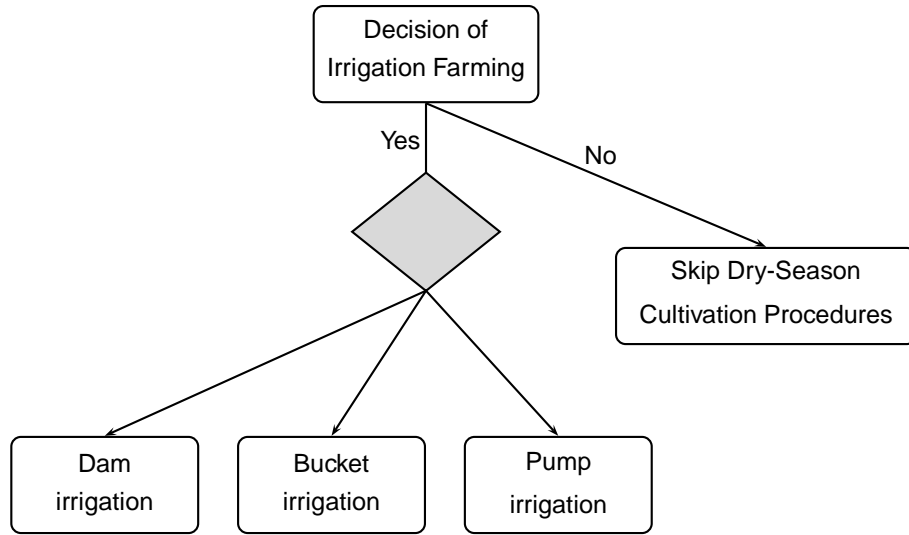 Decision of
Irrigation Farming
Yes
No
Skip Dry-Season
Cultivation Procedures
Dam
irrigation
Bucket
irrigation
Pump
irrigation